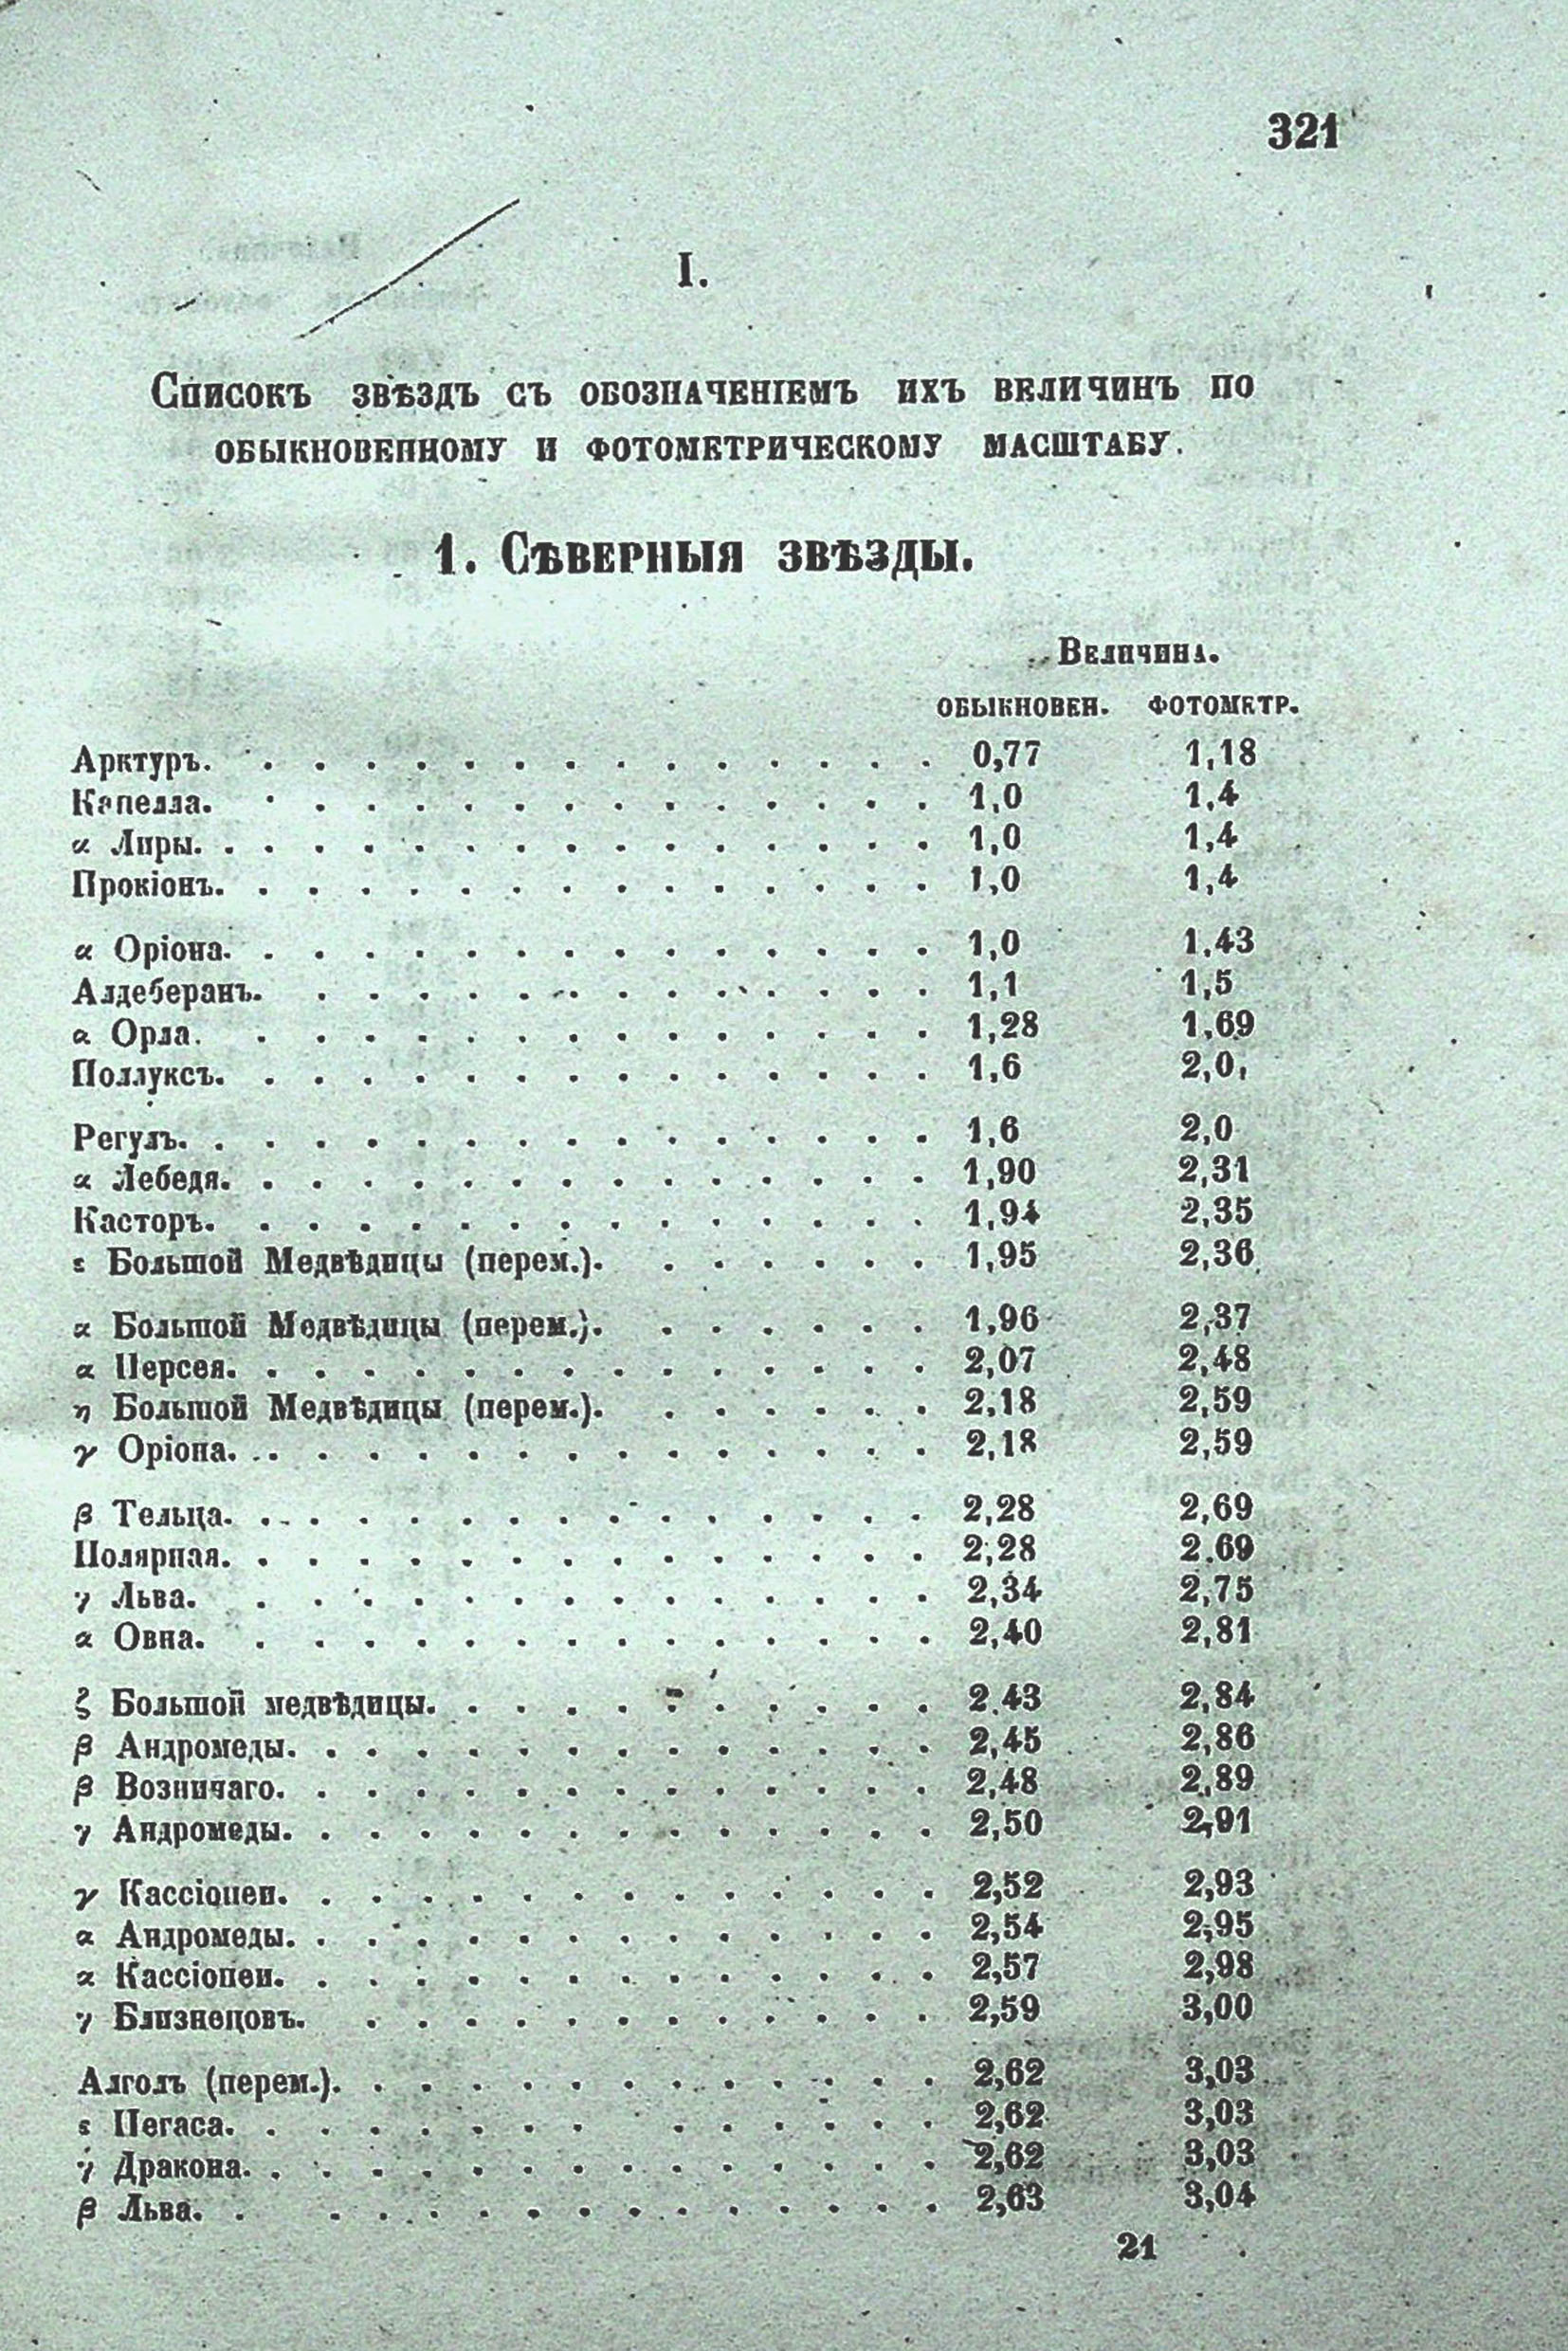 321
I.
Списокъ звѣздъ съ обозначеніемъ ихъ величинъ по
обыкновенному и фотометрическому масштабу.
1. Сѣверныя звѣзды.
Величина.
обыкновен. фотометр.
Арктуръ. . . . . . . . . . . . . . . 0,77 1,18
Капелла. . . . . . . . . . . . . . . 1,0 1,4
α Лиры. . . . . . . . . . . . . . . . 1,0 1,4
Прокіонъ. . . . . . . . . . . . . . . 1,0 1,4
α Оріона. . . . . . . . . . . . . . . 1,0 1.43
Алдеберанъ. . . . . . . . . . . . . . 1,1 1,5
α Орла. . . . . . . . . . . . . . . 1,28 1,69
Поллуксъ. . . . . . . . . . . . . . . 1,6 2,0
Регулъ. . . . . . . . . . . . . . . . 1,6 2,0
α Лебедя. . . . . . . . . . . . . . . 1,90 2,31
Касторъ. . . . . . . . . . . . . . . 1,94 2,35
ε Большой Медвѣдицы (перем.). . . . . . . 1,95 2,36
α Большой Медвѣдицы (перем.). . . . . . . 1,96 2,37
α Персея. . . . . . . . . . . . . . . 2,07 2,48
η Большой Медвѣдицы (перем.). . . . . . . 2,18 2,59
γ Оріона. . . . . . . . . . . . . . . 2,18 2,59
β Тельца. . . . . . . . . . . . . . . 2,28 2,69
Полярная. . . . . . . . . . . . . . . 2,28 2.69
γ Льва. . . . . . . . . . . . . . . 2,34 2,75
α Овна. . . . . . . . . . . . . . . 2,40 2,81
ζ Большой медвѣдицы. . . . . . . . . . . 2.43 2,84
β Андромеды. . . . . . . . . . . . . . 2,45 2,86
β Возничаго. . . . . . . . . . . . . . 2,48 2,89
γ Андромеды. . . . . . . . . . . . . . 2,50 2,91
γ Кассіопеи. . . . . . . . . . . . . . 2,52 2,93
α Андромеды. . . . . . . . . . . . . . 2,54 2,95
α Кассіопеи. . . . . . . . . . . . . . 2,57 2,98
γ Близнецовъ. . . . . . . . . . . . . 2,59 3,00
Алголъ (перем.). . . . . . . . . . . . . 2,62 3,03
ε Пегаса. . . . . . . . . . . . . . 2,62 3,03
γ Дракона. . . . . . . . . . . . . . . 2,62 3,03
β Льва. . . . . . . . . . . . . . . 2,63 3,04
21